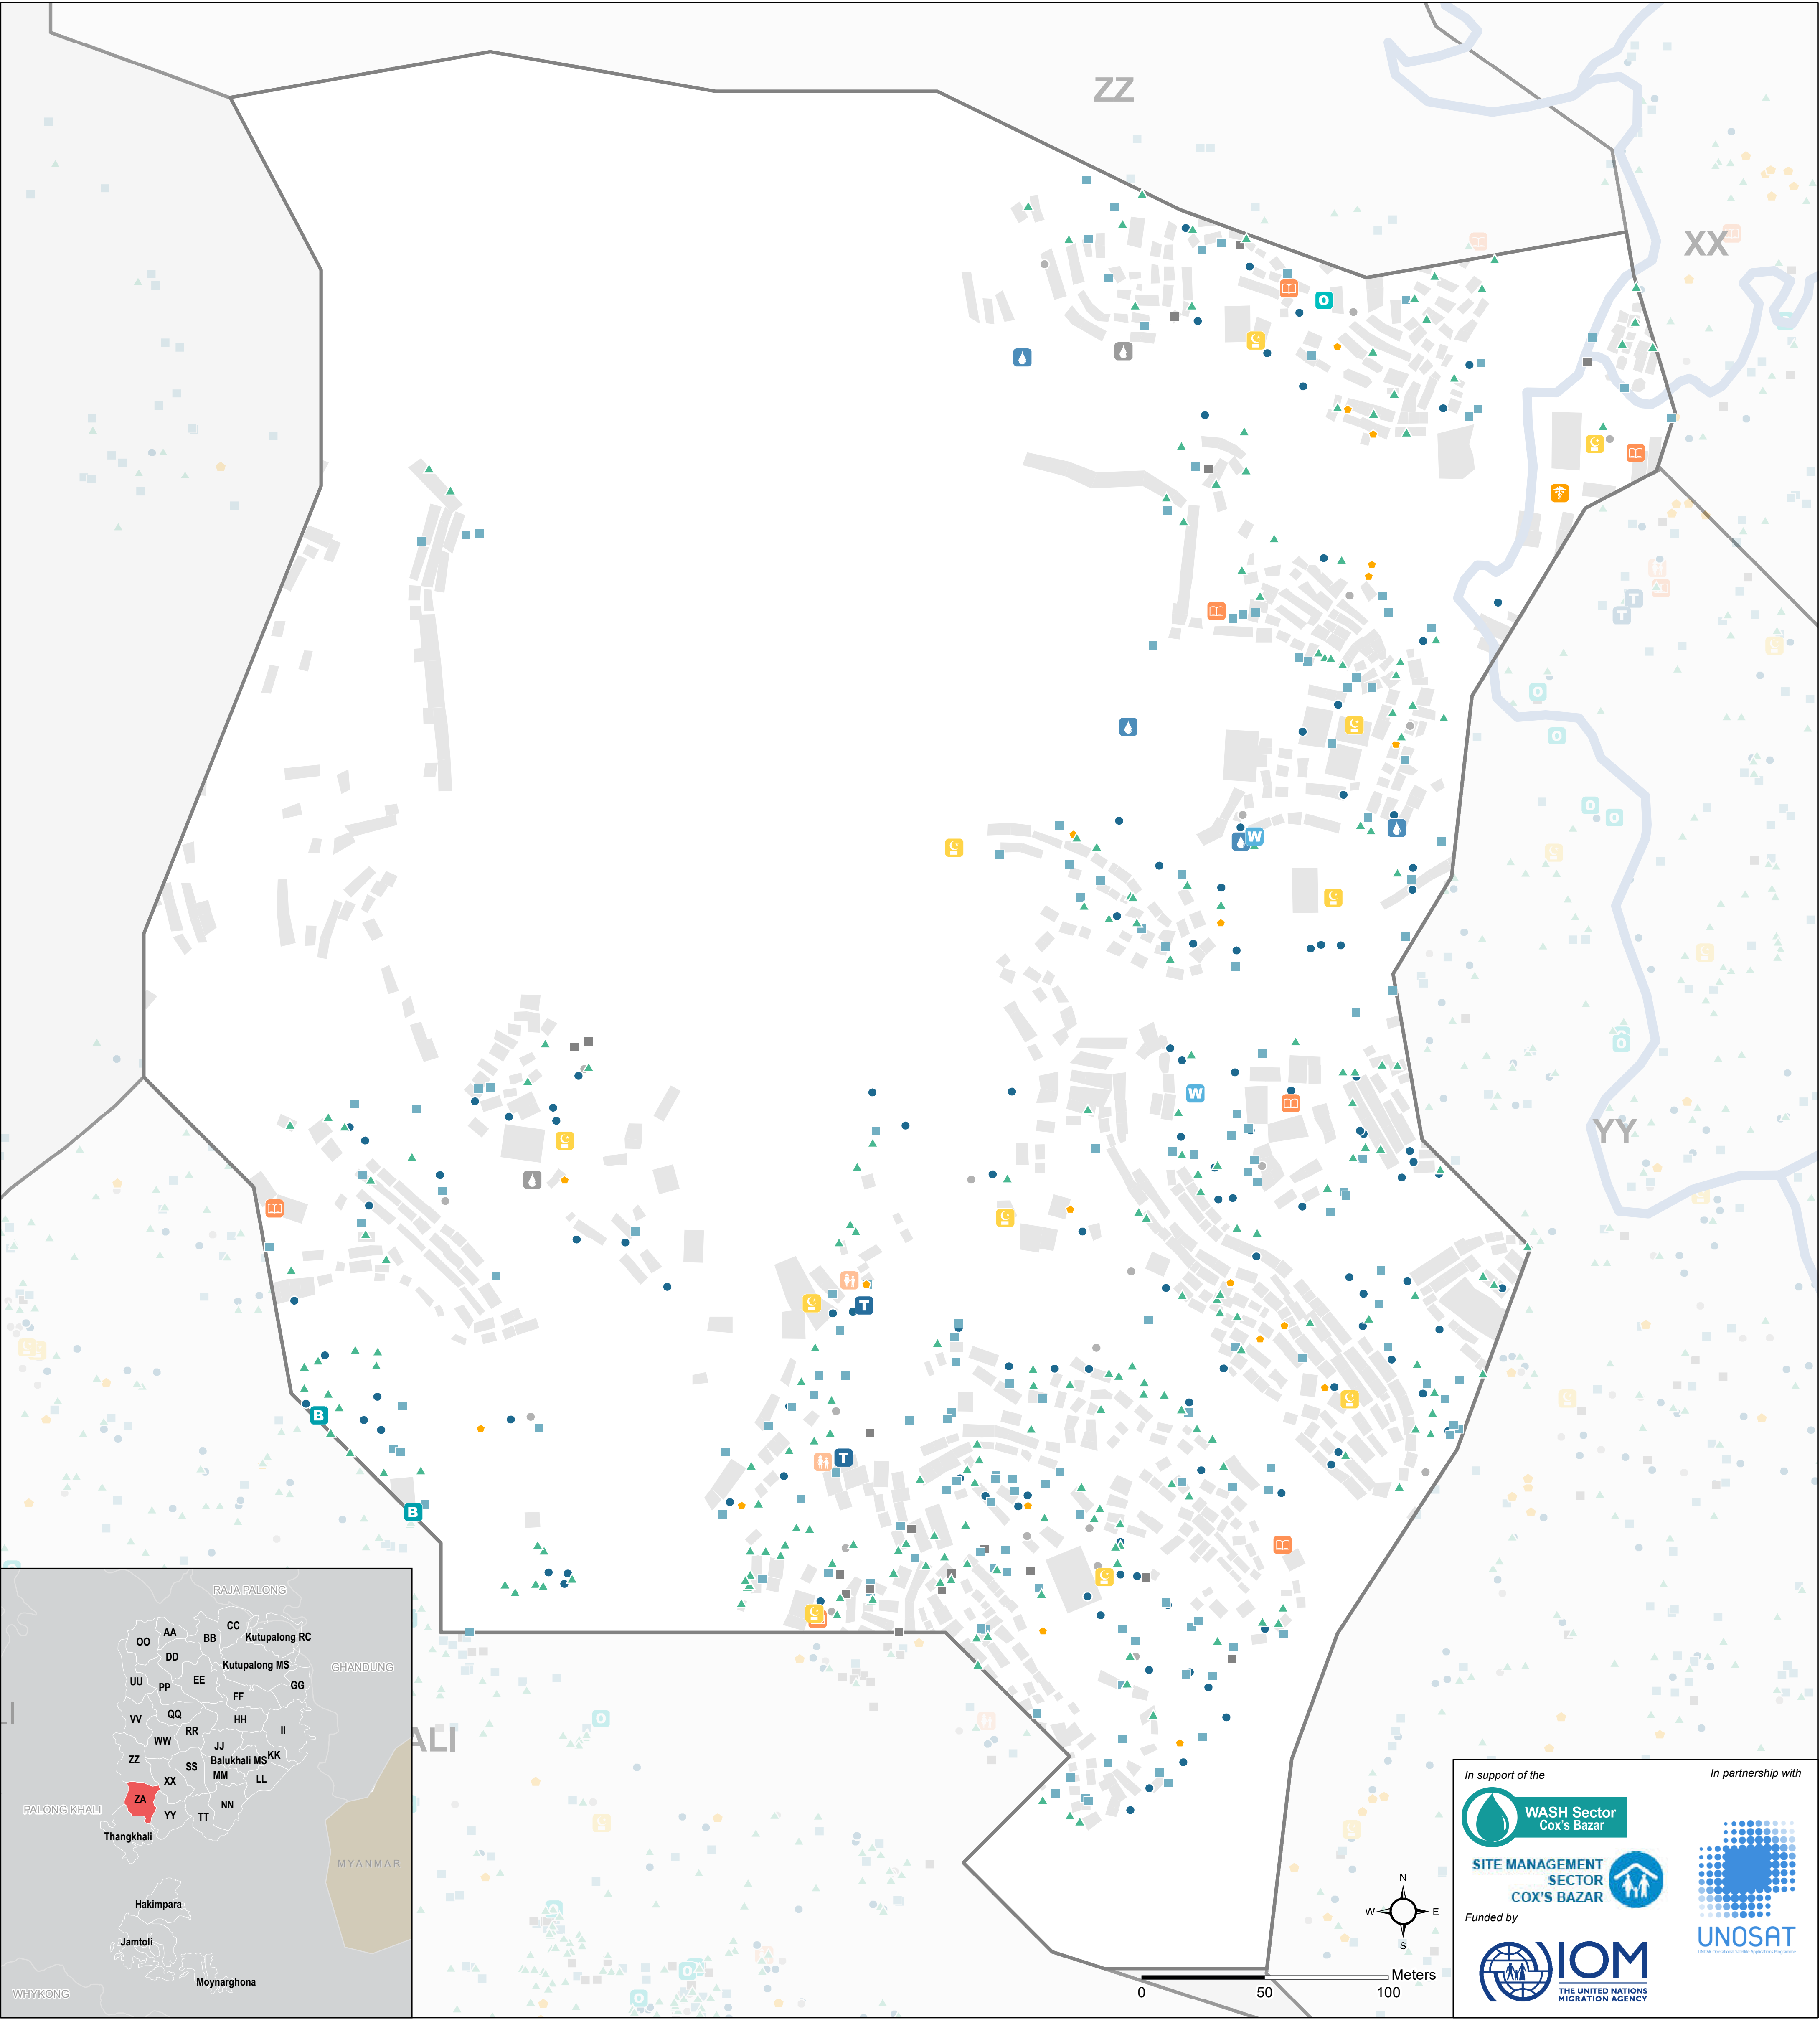 ZZ
XX
YY
ALI
LI
O
W
W
T
T
B
B
RAJA PALONG
CC
AA
BB
Kutupalong RC
OO
DD
Kutupalong MS
GHANDUNG
UU
PP
EE
GG
FF
VV
QQ
HH
RR
II
WW
JJ
ZZ
Balukhali MS
KK
SS
MM
LL
XX
ZA
NN
PALONG KHALI
YY
TT
Thangkhali
MYANMAR
Hakimpara
Jamtoli
Moynarghona
WHYKONG
N
W
E
S
Meters
0
50
100
In support of the
In partnership with
WASH Sector
Cox's Bazar
SITE MANAGEMENT
SECTOR
COX'S BAZAR
Funded by
UNOSAT
IOM
THE UNITED NATIONS
MIGRATION AGENCY